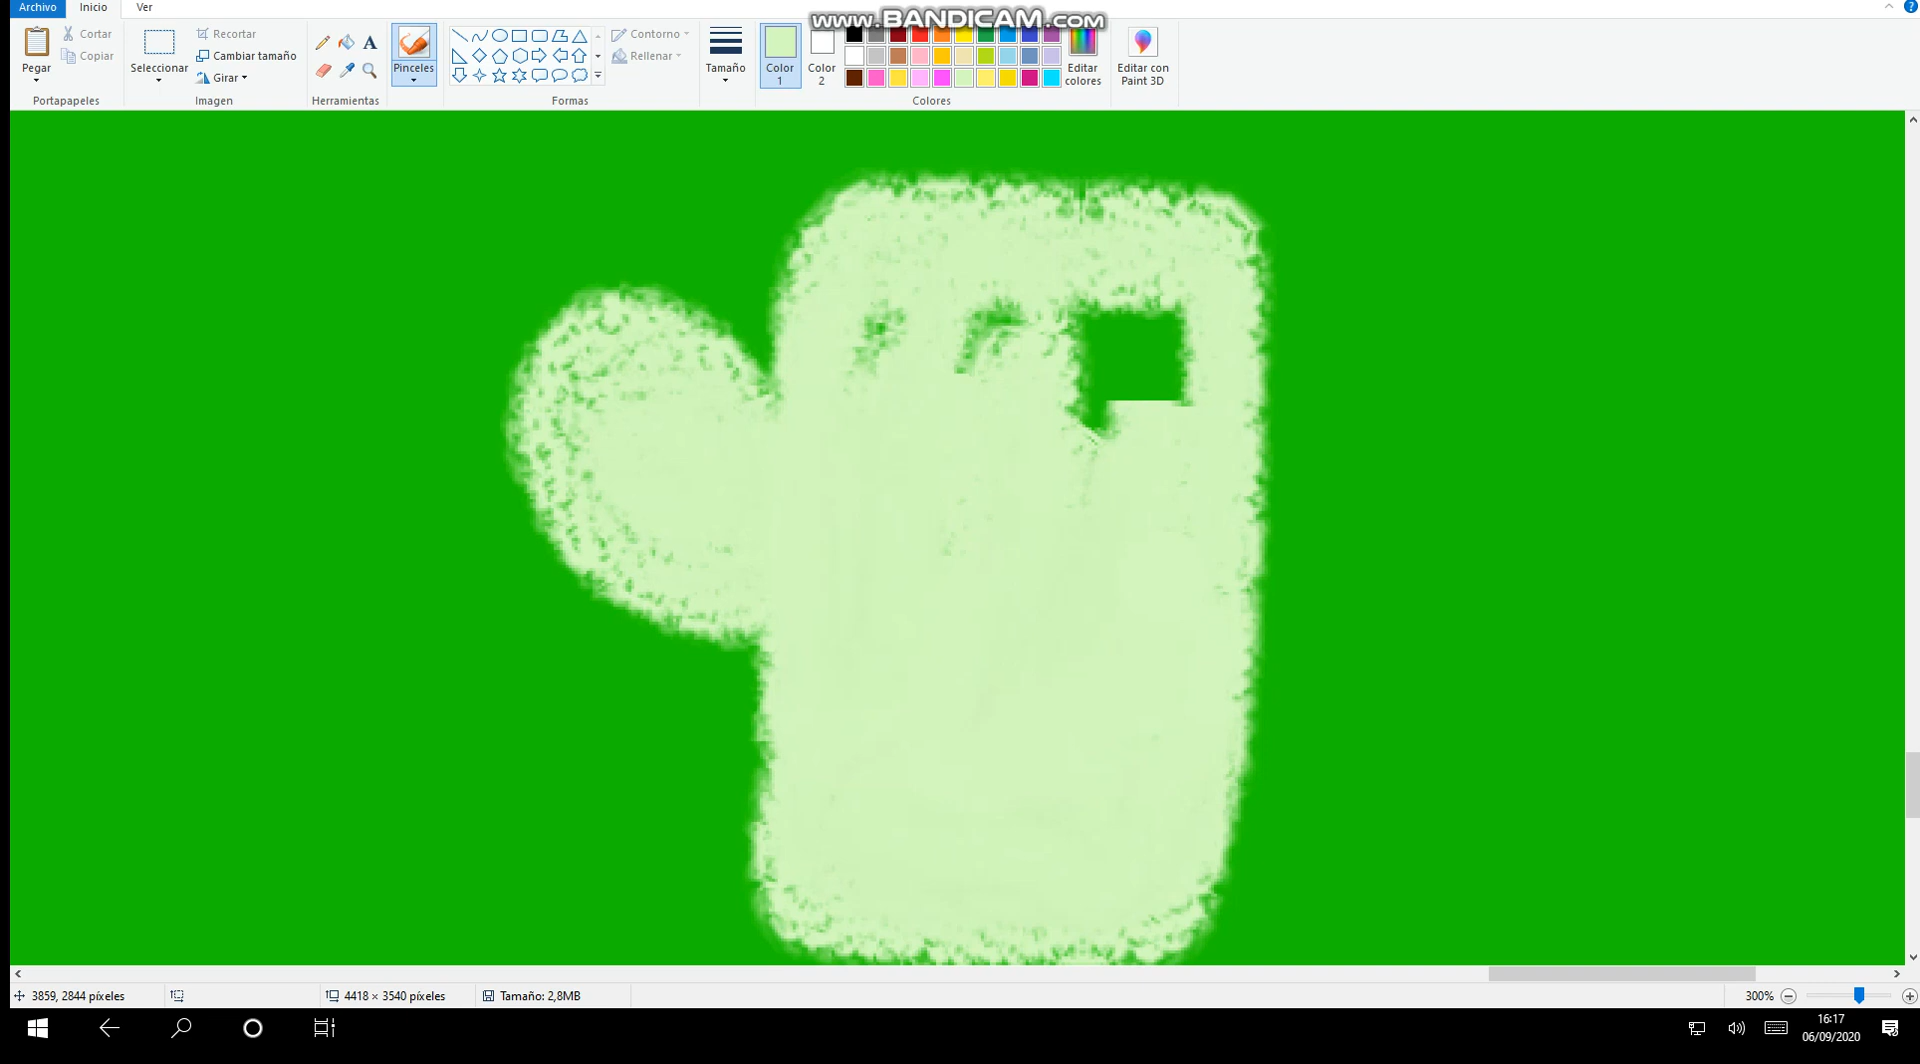 Archivo Inicio Ver
www.BANDICAM.com
Cortar Recortar Contorno
Copiar Cambiar tamaño Rellenar
Pegar Seleccionar Girar A Pinceles Tamaño Color 1 Color 2 Editar colores Editar con Paint 3D
Portapapeles Imagen Herramientas Formas Colores
3859, 2844 píxeles 4418 × 3540 píxeles Tamaño: 2,8MB 300%
16:17
06/09/2020